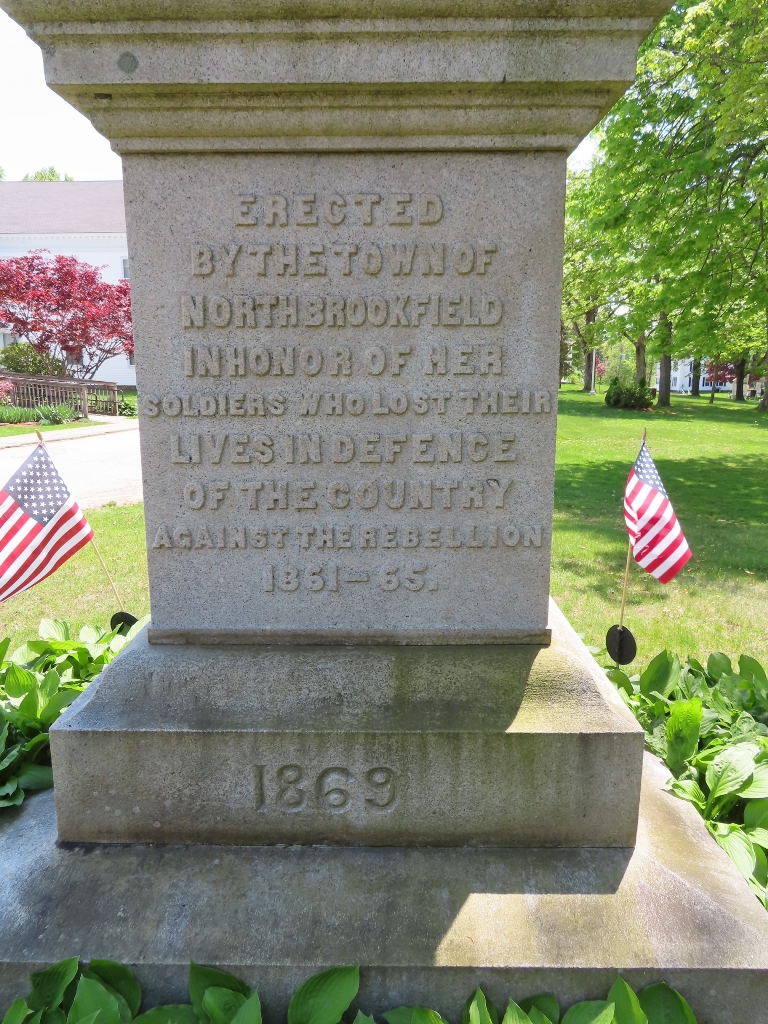 ERECTED
BY THE TOWN OF
NORTH BROOKFIELD
IN HONOR OF HER
SOLDIERS WHO LOST THEIR
LIVES IN DEFENCE
OF THE COUNTRY
AGAINST THE REBELLION
1861-65.
1869